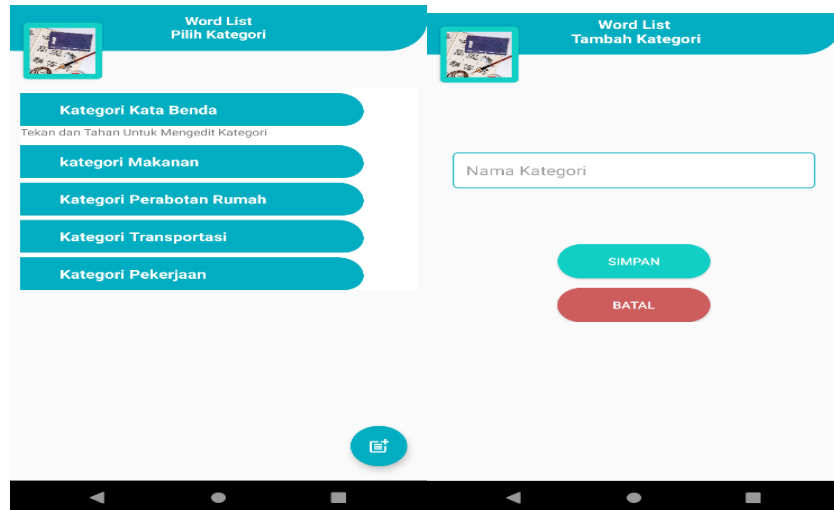 Word List
Pilih Kategori
Kategori Kata Benda
Tekan dan Tahan Untuk Mengedit Kategori
kategori Makanan
Kategori Perabotan Rumah
Kategori Transportasi
Kategori Pekerjaan
Word List
Tambah Kategori
Nama Kategori
SIMPAN
BATAL